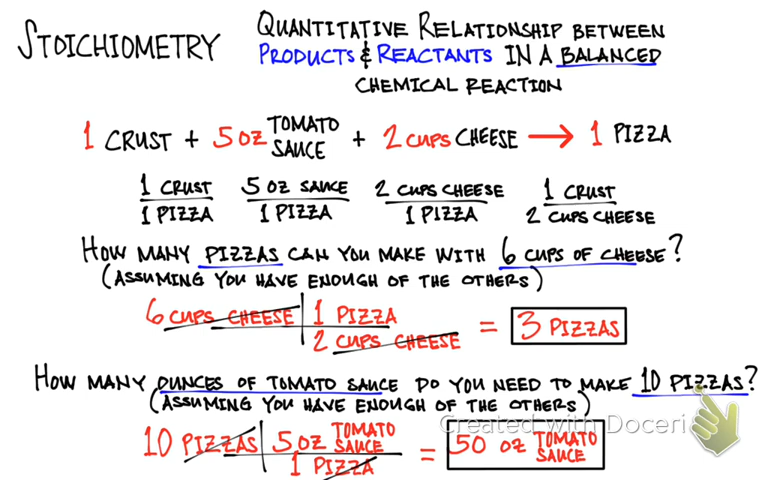 STOICHIOMETRY
QUANTITATIVE RELATIONSHIP BETWEEN
PRODUCTS & REACTANTS IN A BALANCED
CHEMICAL REACTION
1 CRUST + 5 OZ TOMATO SAUCE + 2 CUPS CHEESE → 1 PIZZA
1 CRUST 5 OZ SAUCE 2 CUPS CHEESE 1 CRUST
1 PIZZA 1 PIZZA 1 PIZZA 2 CUPS CHEESE
HOW MANY PIZZAS CAN YOU MAKE WITH 6 CUPS OF CHEESE?
(ASSUMING YOU HAVE ENOUGH OF THE OTHERS)
6 CUPS CHEESE 1 PIZZA = 3 PIZZAS
2 CUPS CHEESE
HOW MANY OUNCES OF TOMATO SAUCE DO YOU NEED TO MAKE 10 PIZZAS?
(ASSUMING YOU HAVE ENOUGH OF THE OTHERS)
Created with Doceri
10 PIZZAS 5 OZ TOMATO SAUCE = 50 OZ TOMATO SAUCE
1 PIZZA